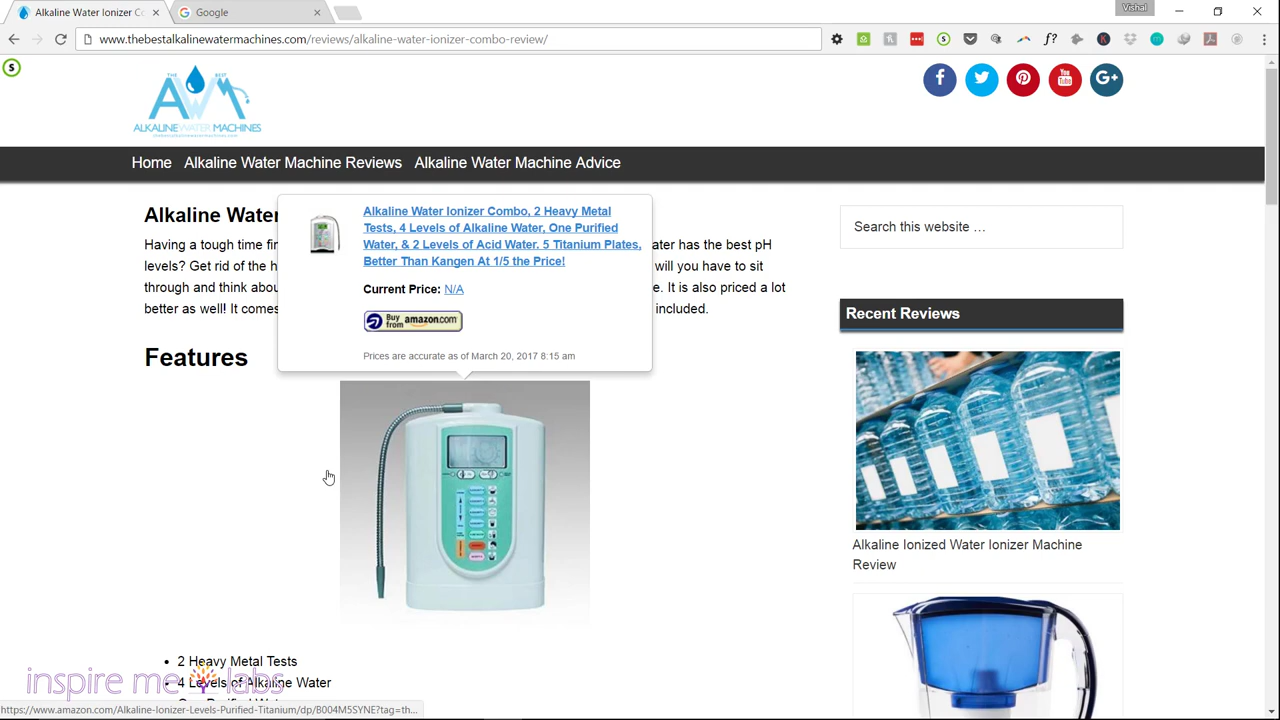 Alkaline Water Ionizer Co
Google
Vishal
www.thebestalkalinewatermachines.com/reviews/alkaline-water-ionizer-combo-review/
THE BEST
AWM
ALKALINE WATER MACHINES
f
You Tube
G+
Home Alkaline Water Machine Reviews Alkaline Water Machine Advice
Alkaline Water
Having a tough time fin
levels? Get rid of the h
through and think abou
better as well! It comes
Alkaline Water Ionizer Combo, 2 Heavy Metal
Tests, 4 Levels of Alkaline Water, One Purified
Water, & 2 Levels of Acid Water. 5 Titanium Plates,
Better Than Kangen At 1/5 the Price!
Current Price: N/A
Buy from amazon.com
Prices are accurate as of March 20, 2017 8:15 am
ater has the best pH
will you have to sit
e. It is also priced a lot
included.
Features
2 Heavy Metal Tests
4 Levels of Alkaline Water
Search this website …
Recent Reviews
Alkaline Ionized Water Ionizer Machine
Review
inspire me labs
https://www.amazon.com/Alkaline-Ionizer-Levels-Purified-Titanium/dp/B004M5SYNE?tag=th...